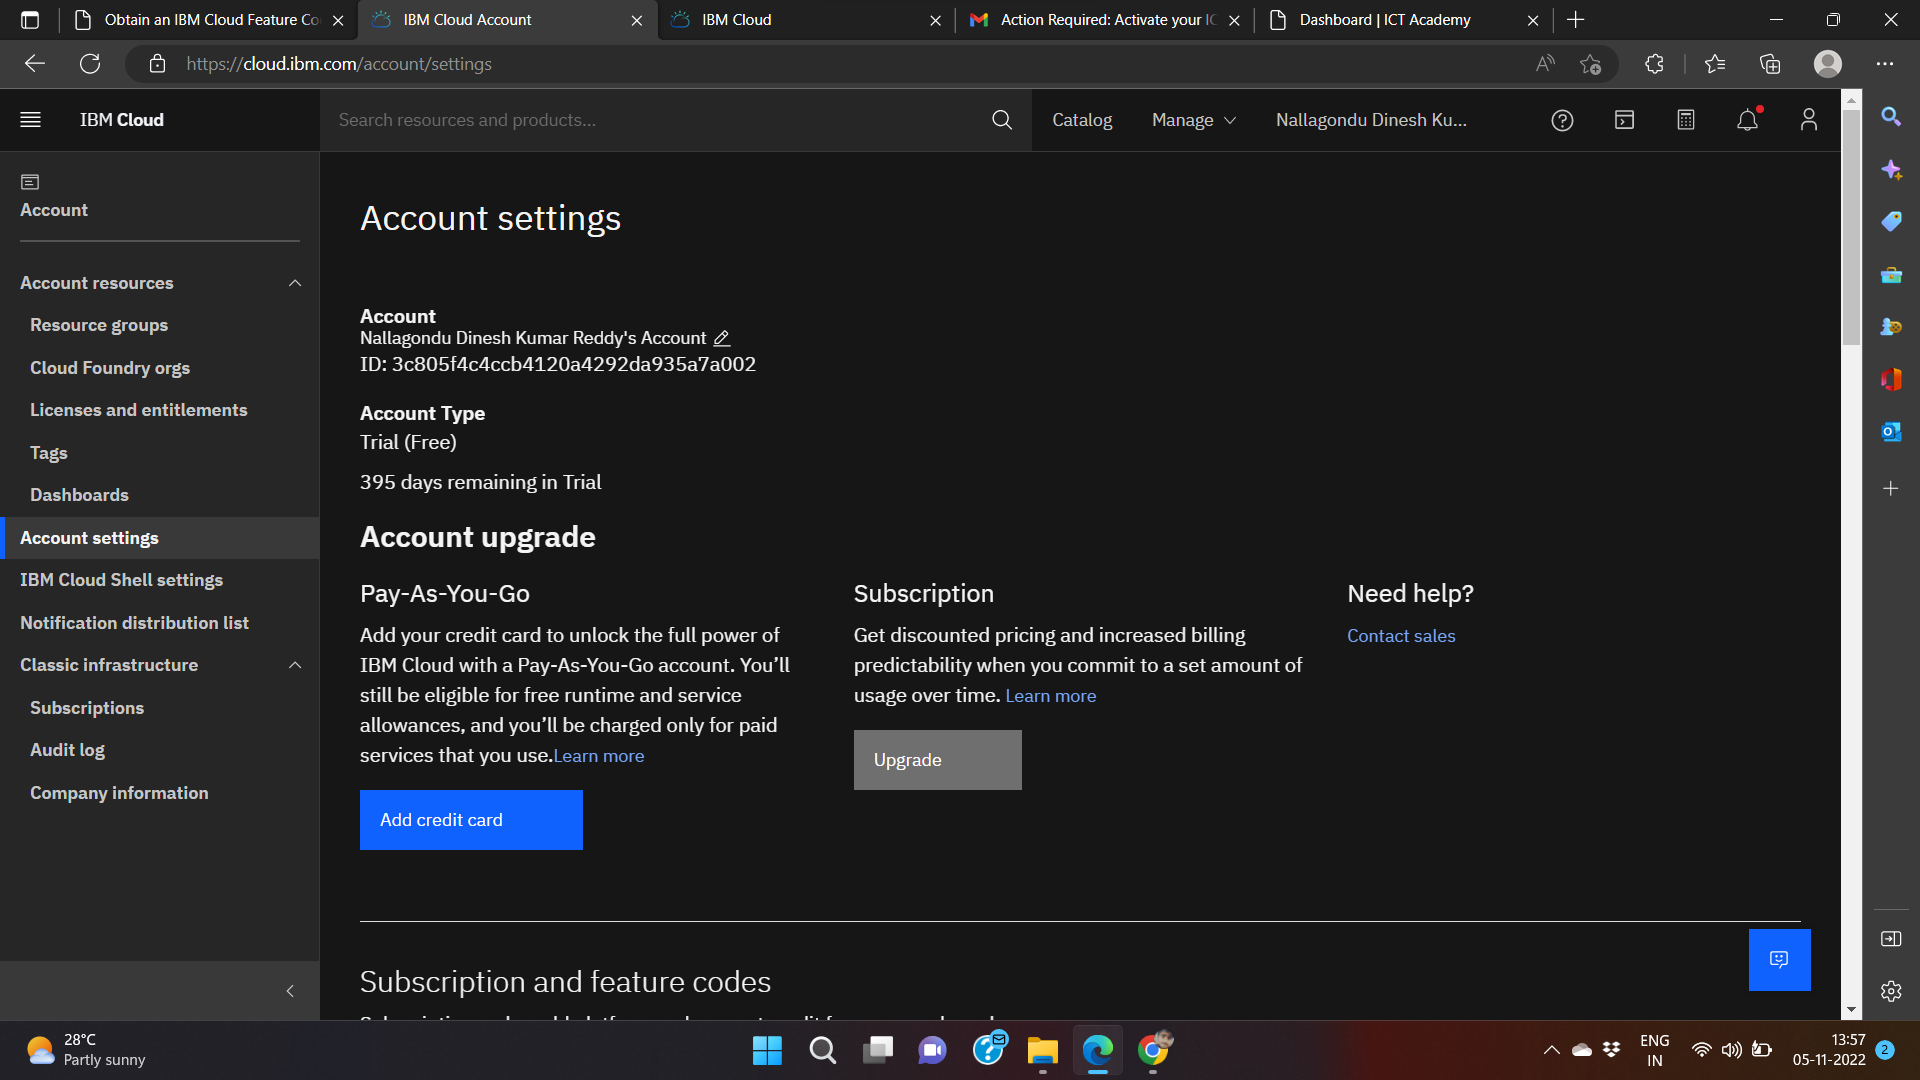 Obtain an IBM Cloud Feature Co
IBM Cloud Account
IBM Cloud
Action Required: Activate your IC
Dashboard | ICT Academy
https://cloud.ibm.com/account/settings
IBM Cloud
Search resources and products...
Catalog
Manage
Nallagondu Dinesh Ku...
Account
Account resources
Resource groups
Cloud Foundry orgs
Licenses and entitlements
Tags
Dashboards
Account settings
IBM Cloud Shell settings
Notification distribution list
Classic infrastructure
Subscriptions
Audit log
Company information
Account settings
Account
Nallagondu Dinesh Kumar Reddy's Account
ID: 3c805f4c4ccb4120a4292da935a7a002
Account Type
Trial (Free)
395 days remaining in Trial
Account upgrade
Pay-As-You-Go
Add your credit card to unlock the full power of
IBM Cloud with a Pay-As-You-Go account. You’ll
still be eligible for free runtime and service
allowances, and you’ll be charged only for paid
services that you use.Learn more
Add credit card
Subscription
Get discounted pricing and increased billing
predictability when you commit to a set amount of
usage over time. Learn more
Upgrade
Need help?
Contact sales
Subscription and feature codes
28°C
Partly sunny
ENG
IN
13:57
05-11-2022
2